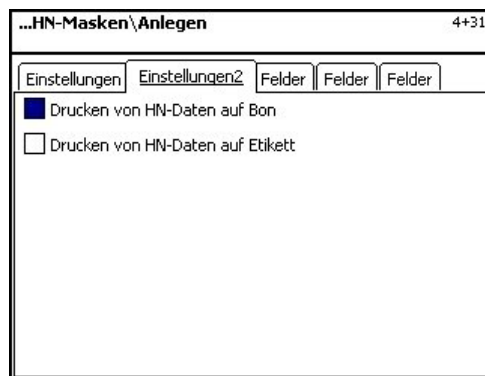 ...HN-Masken\Anlegen 4+31
Einstellungen Einstellungen2 Felder Felder Felder
Drucken von HN-Daten auf Bon
Drucken von HN-Daten auf Etikett